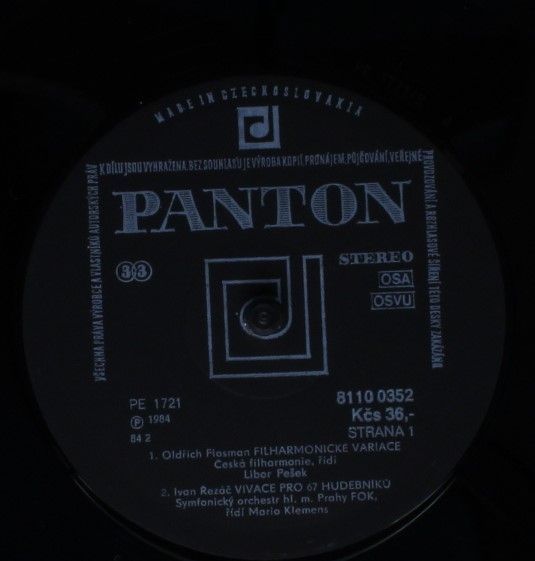 MADE IN CZECHOSLOVAKIA
VŠECHNA PRÁVA VÝROBCE A VLASTNÍKŮ AUTORSKÝCH PRÁV
K DÍLU JSOU VYHRAŽENA. BEZ SOUHLASU JE VÝROBA KOPIÍ, PRONÁJEM, PŮJČOVÁNÍ, VEŘEJNÉ
PROVOZOVÁNÍ A ROZHLASOVÉ ŠÍŘENÍ TÉTO DESKY ZAKÁZÁNO.
PANTON
33
STEREO
OSA
OSVU
PE 1721
℗ 1984
84 2
8110 0352
Kčs 36,-
STRANA 1
1. Oldřich Flosman FILHARMONICKÉ VARIACE
Česká filharmonie, řídí
Libor Pešek
2. Ivan Řezáč VIVACE PRO 67 HUDEBNÍKŮ
Symfonický orchestr hl. m. Prahy FOK,
řídí Mario Klemens